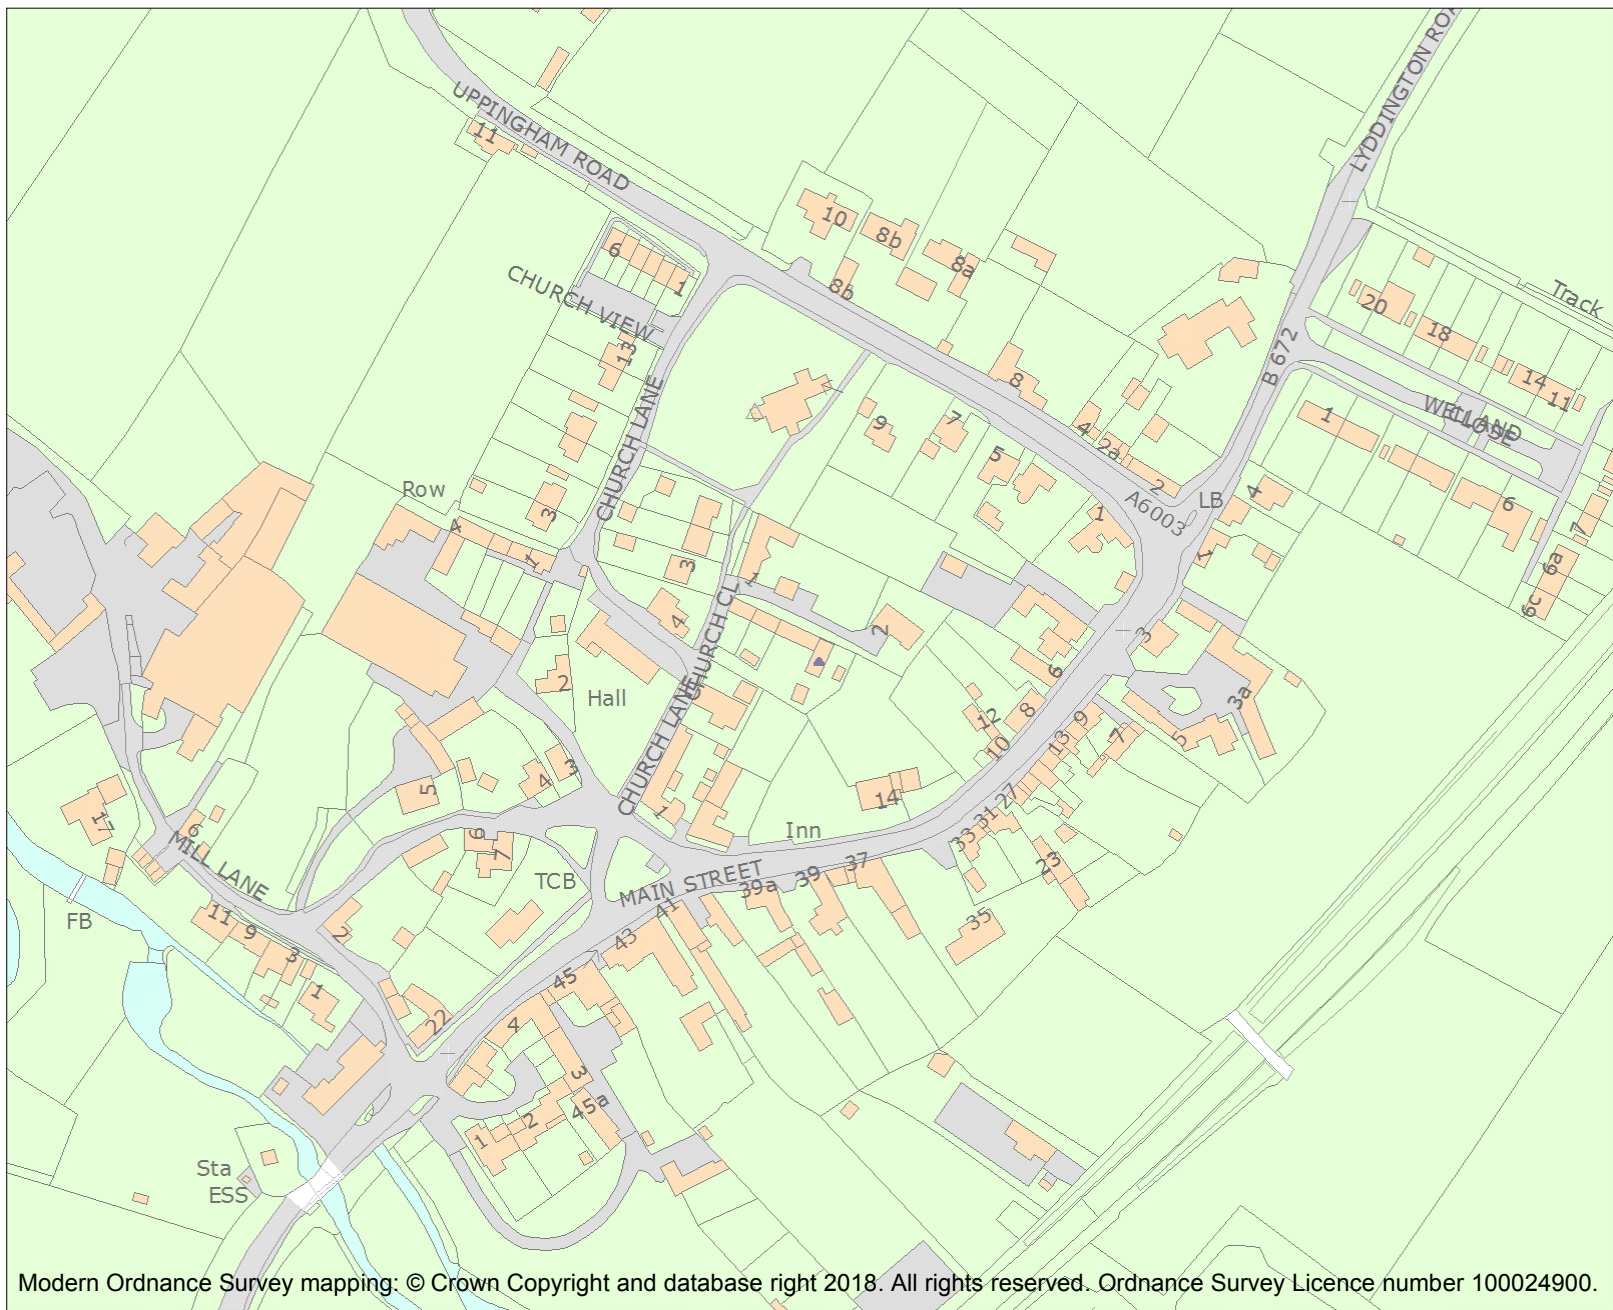 LYDDINGTON ROA
UPPINGHAM ROAD
11
10
8b
8a
8b
6
1
CHURCH VIEW
13
Track
20
18
14
11
B 672
WELLAND
CLOSE
1
8
4
2a
2
9
7
5
CHURCH LANE
A6003
LB
4
6
7
6a
6c
Row
4
1
3
3
1
1
1
4
CHURCH CL
2
3
6
3a
2
Hall
12
8
10
9
13
7
5
CHURCH LANE
3
4
5
1
14
27
31
33
Inn
17
6
MILL LANE
6
7
TCB
MAIN STREET
37
39
39a
41
23
35
43
FB
11
9
3
1
2
45
22
4
3
45a
2
1
Sta
ESS
Modern Ordnance Survey mapping: © Crown Copyright and database right 2018. All rights reserved. Ordnance Survey Licence number 100024900.